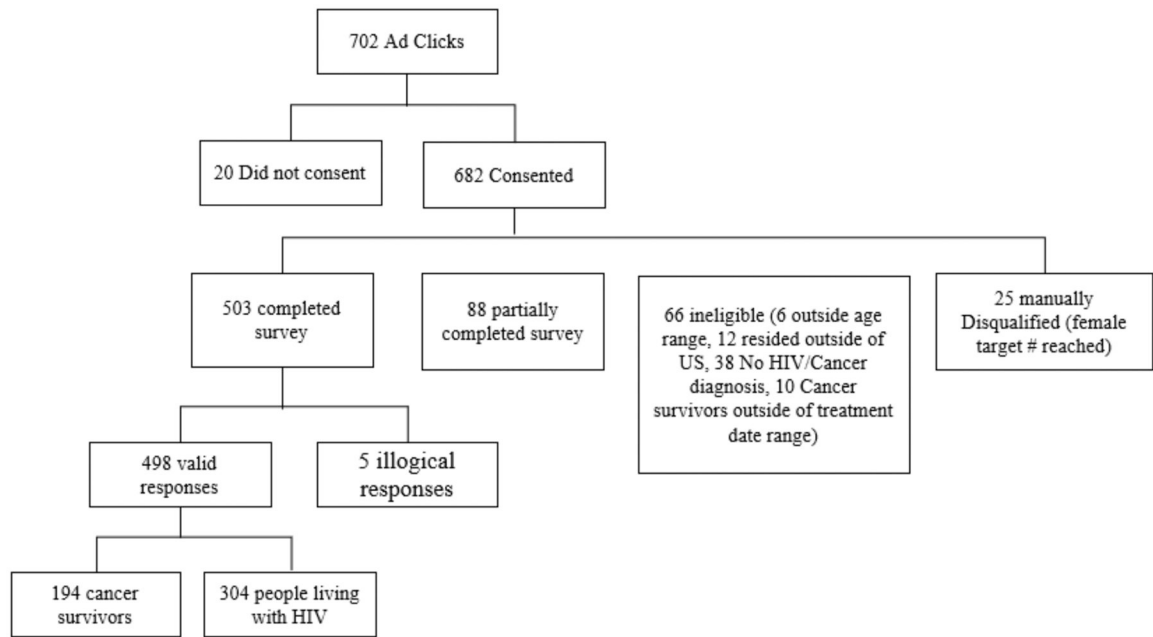 702 Ad Clicks
20 Did not consent
682 Consented
503 completed
survey
88 partially
completed survey
66 ineligible (6 outside age
range, 12 resided outside of
US, 38 No HIV/Cancer
diagnosis, 10 Cancer
survivors outside of treatment
date range)
25 manually
Disqualified (female
target # reached)
498 valid
responses
5 illogical
responses
194 cancer
survivors
304 people living
with HIV